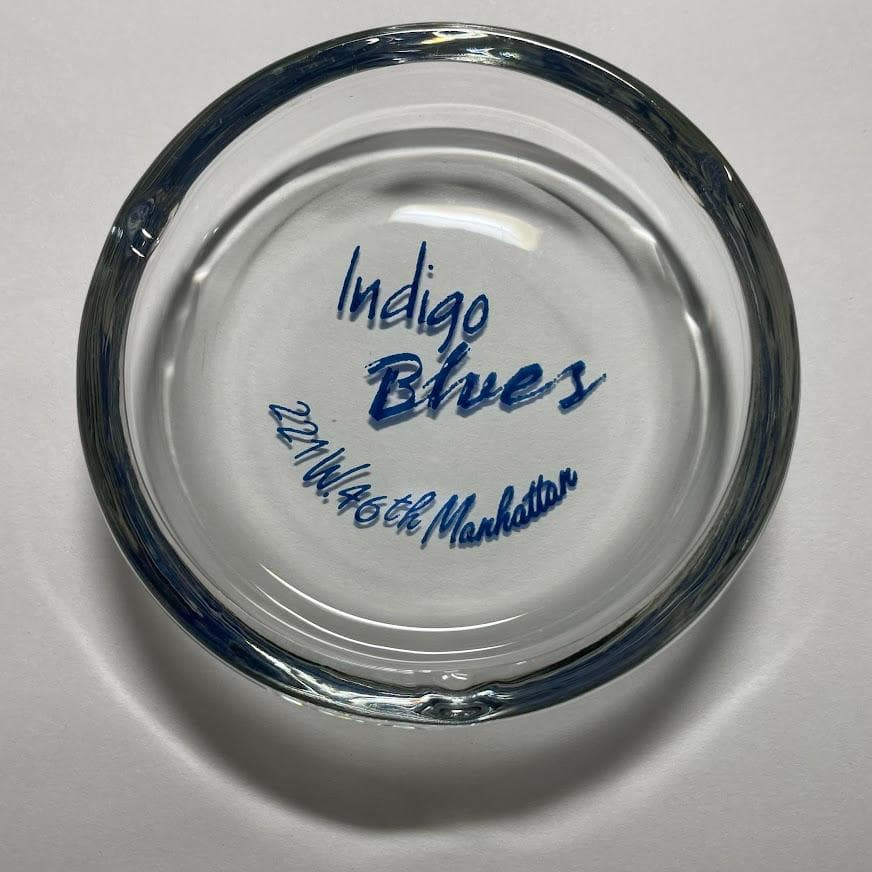 Indigo
Blues
221 W. 46th Manhattan